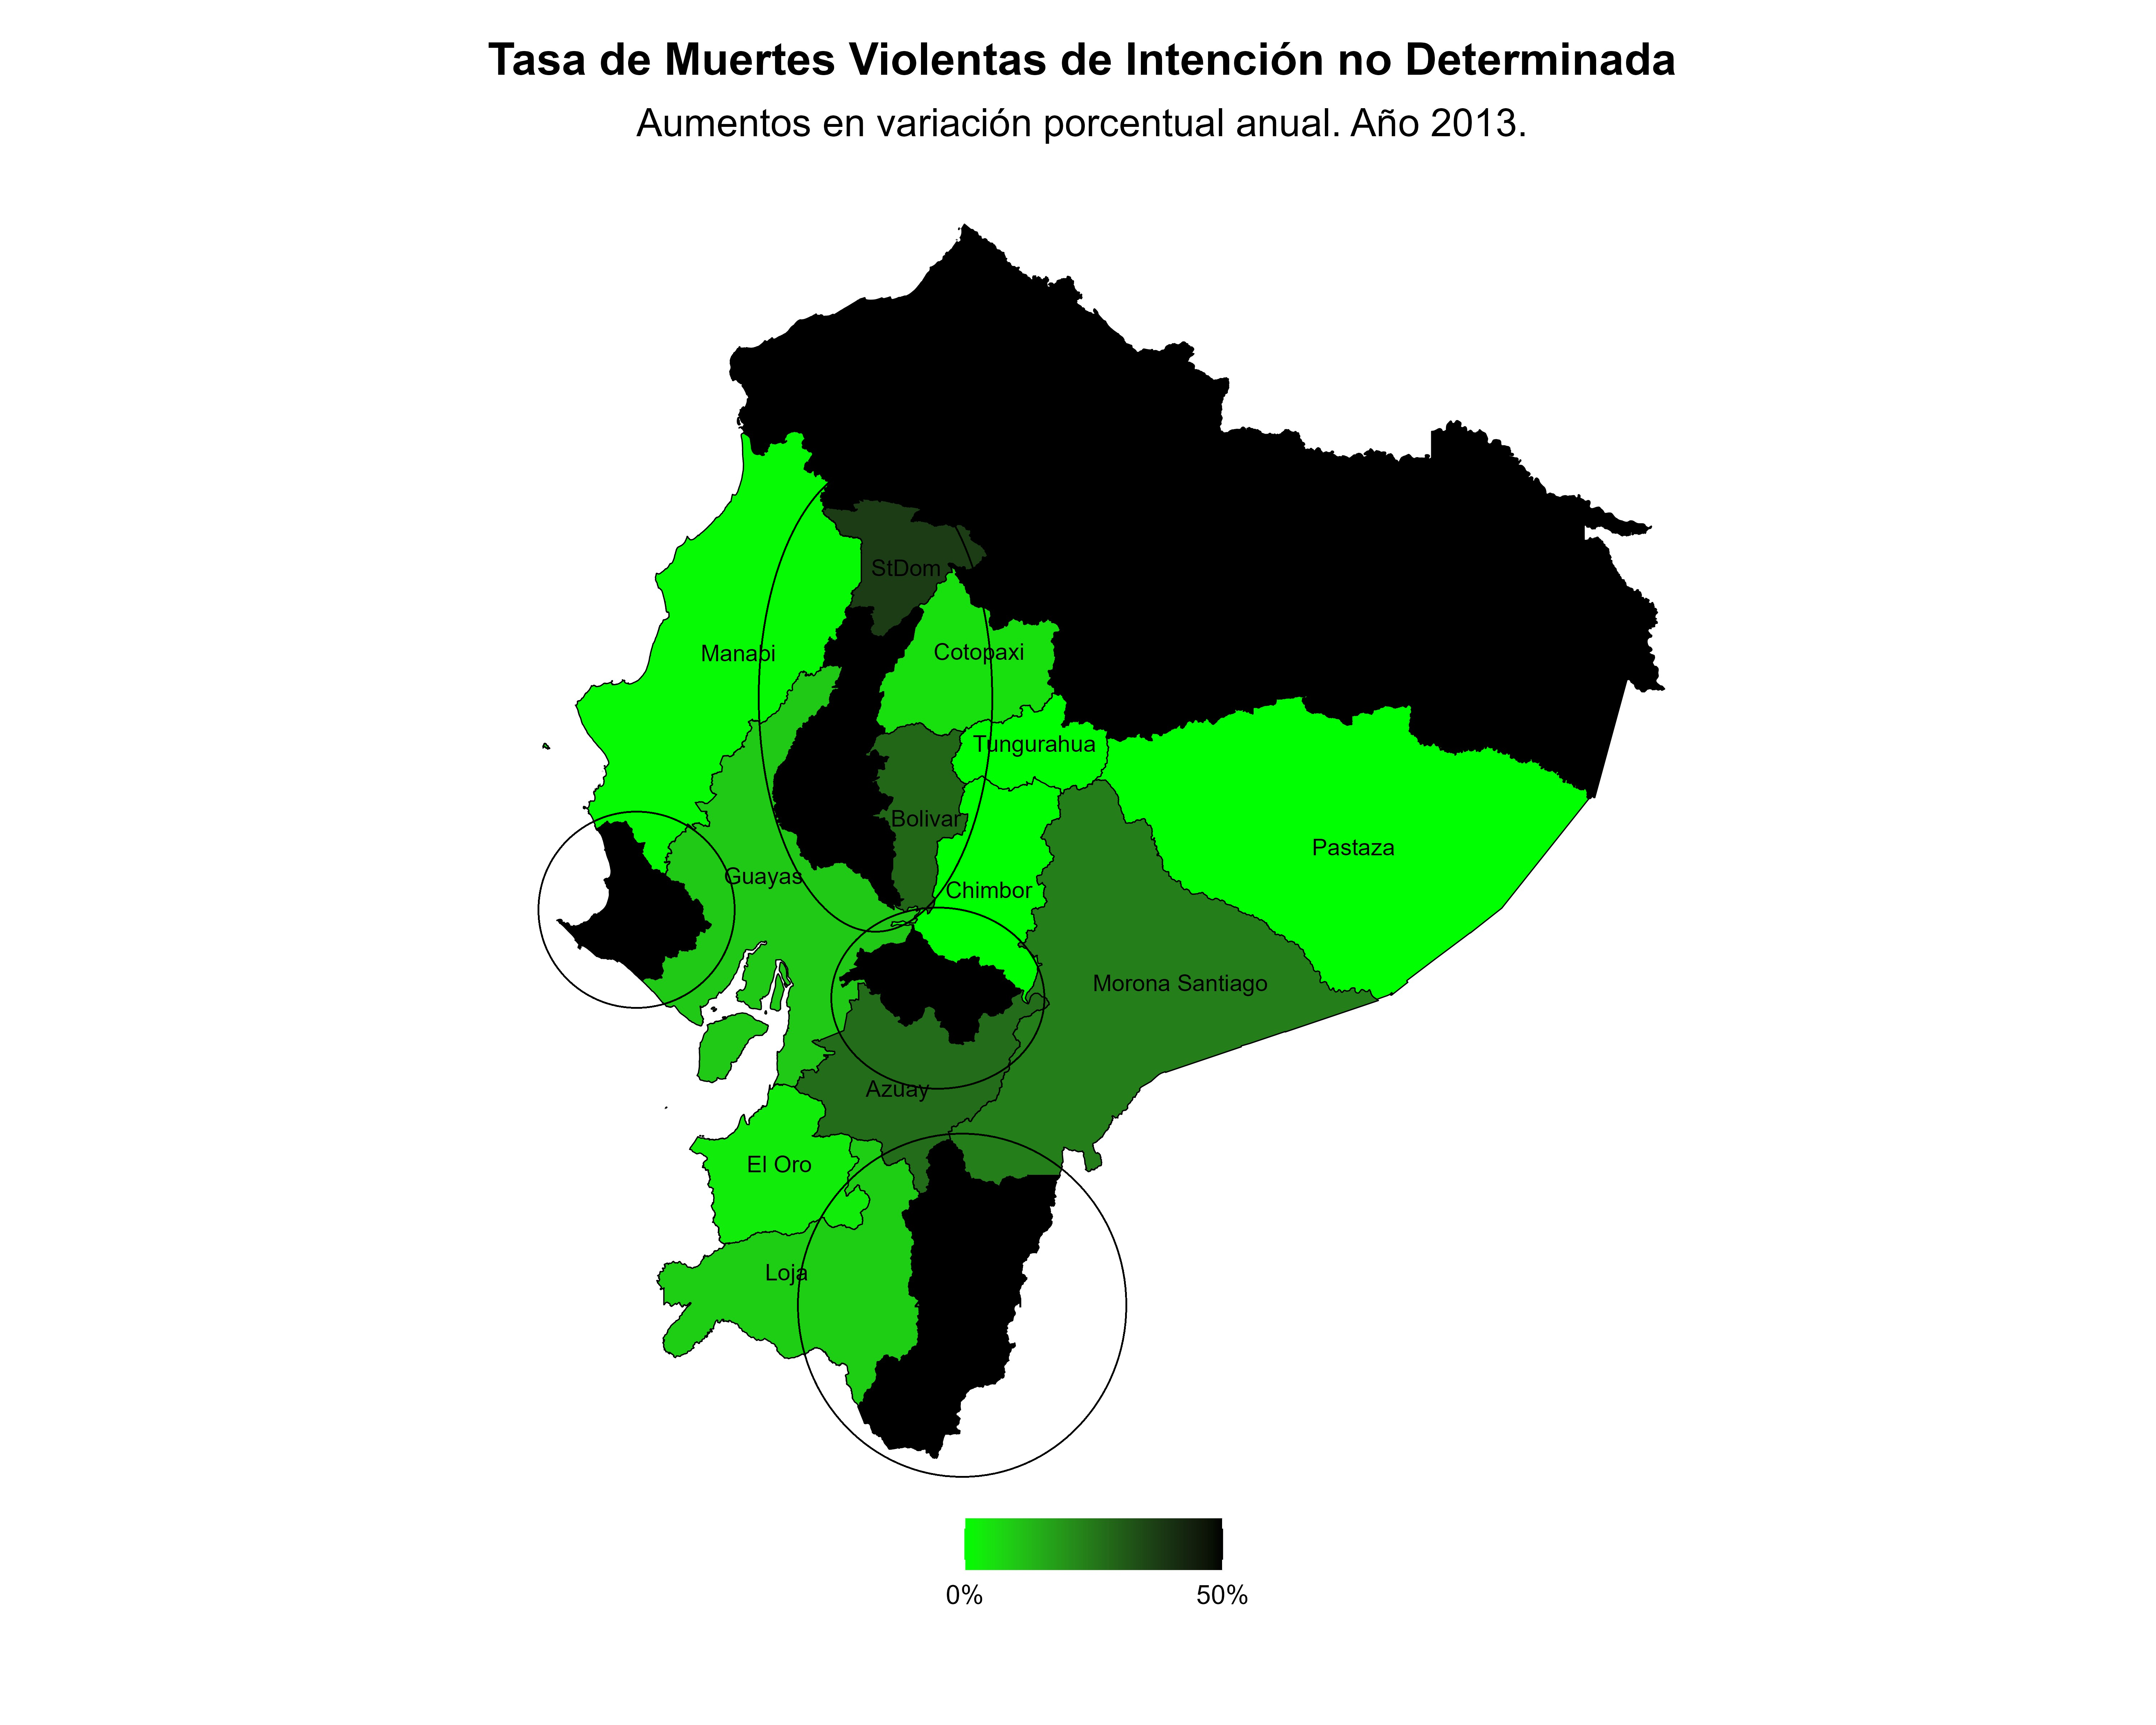 Tasa de Muertes Violentas de Intención no Determinada
Aumentos en variación porcentual anual. Año 2013.
StDom
Manabi
Cotopaxi
Tungurahua
Bolivar
Pastaza
Guayas
Chimbor
Morona Santiago
Azuay
El Oro
Loja
0%
50%